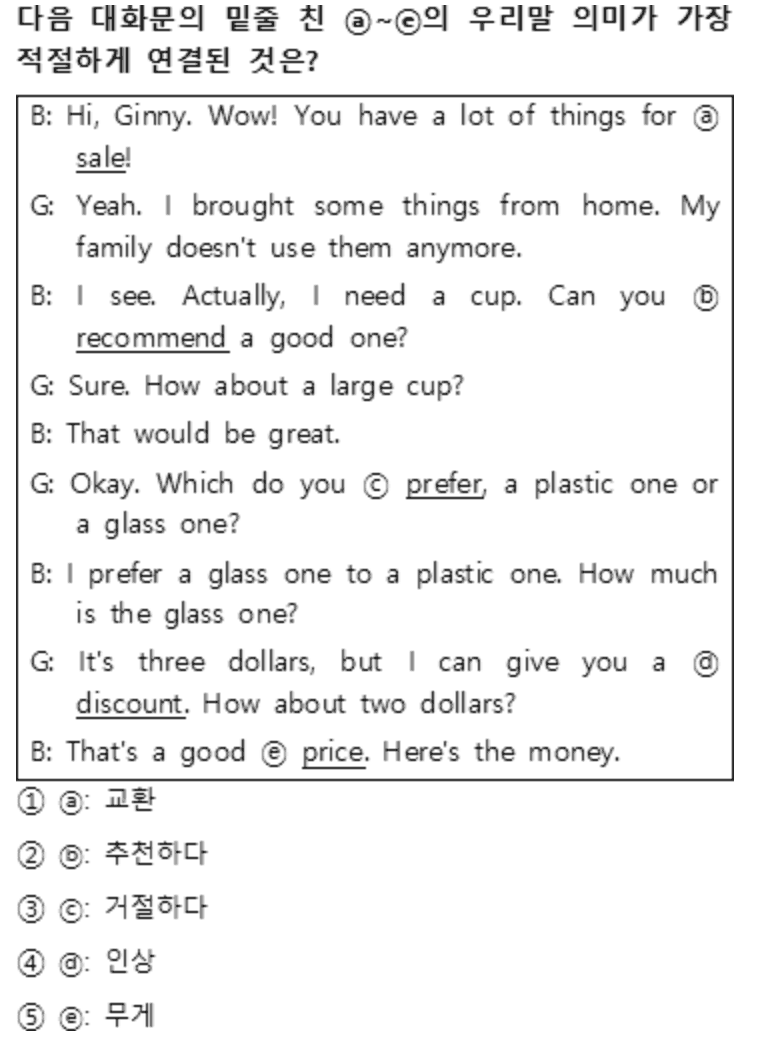 다음 대화문의 밑줄 친 ⓐ~ⓔ의 우리말 의미가 가장
적절하게 연결된 것은?
B: Hi, Ginny. Wow! You have a lot of things for ⓐ
sale!
G: Yeah. I brought some things from home. My
family doesn't use them anymore.
B: I see. Actually, I need a cup. Can you ⓑ
recommend a good one?
G: Sure. How about a large cup?
B: That would be great.
G: Okay. Which do you ⓒ prefer, a plastic one or
a glass one?
B: I prefer a glass one to a plastic one. How much
is the glass one?
G: It's three dollars, but I can give you a ⓓ
discount. How about two dollars?
B: That's a good ⓔ price. Here's the money.
① ⓐ: 교환
② ⓑ: 추천하다
③ ⓒ: 거절하다
④ ⓓ: 인상
⑤ ⓔ: 무게